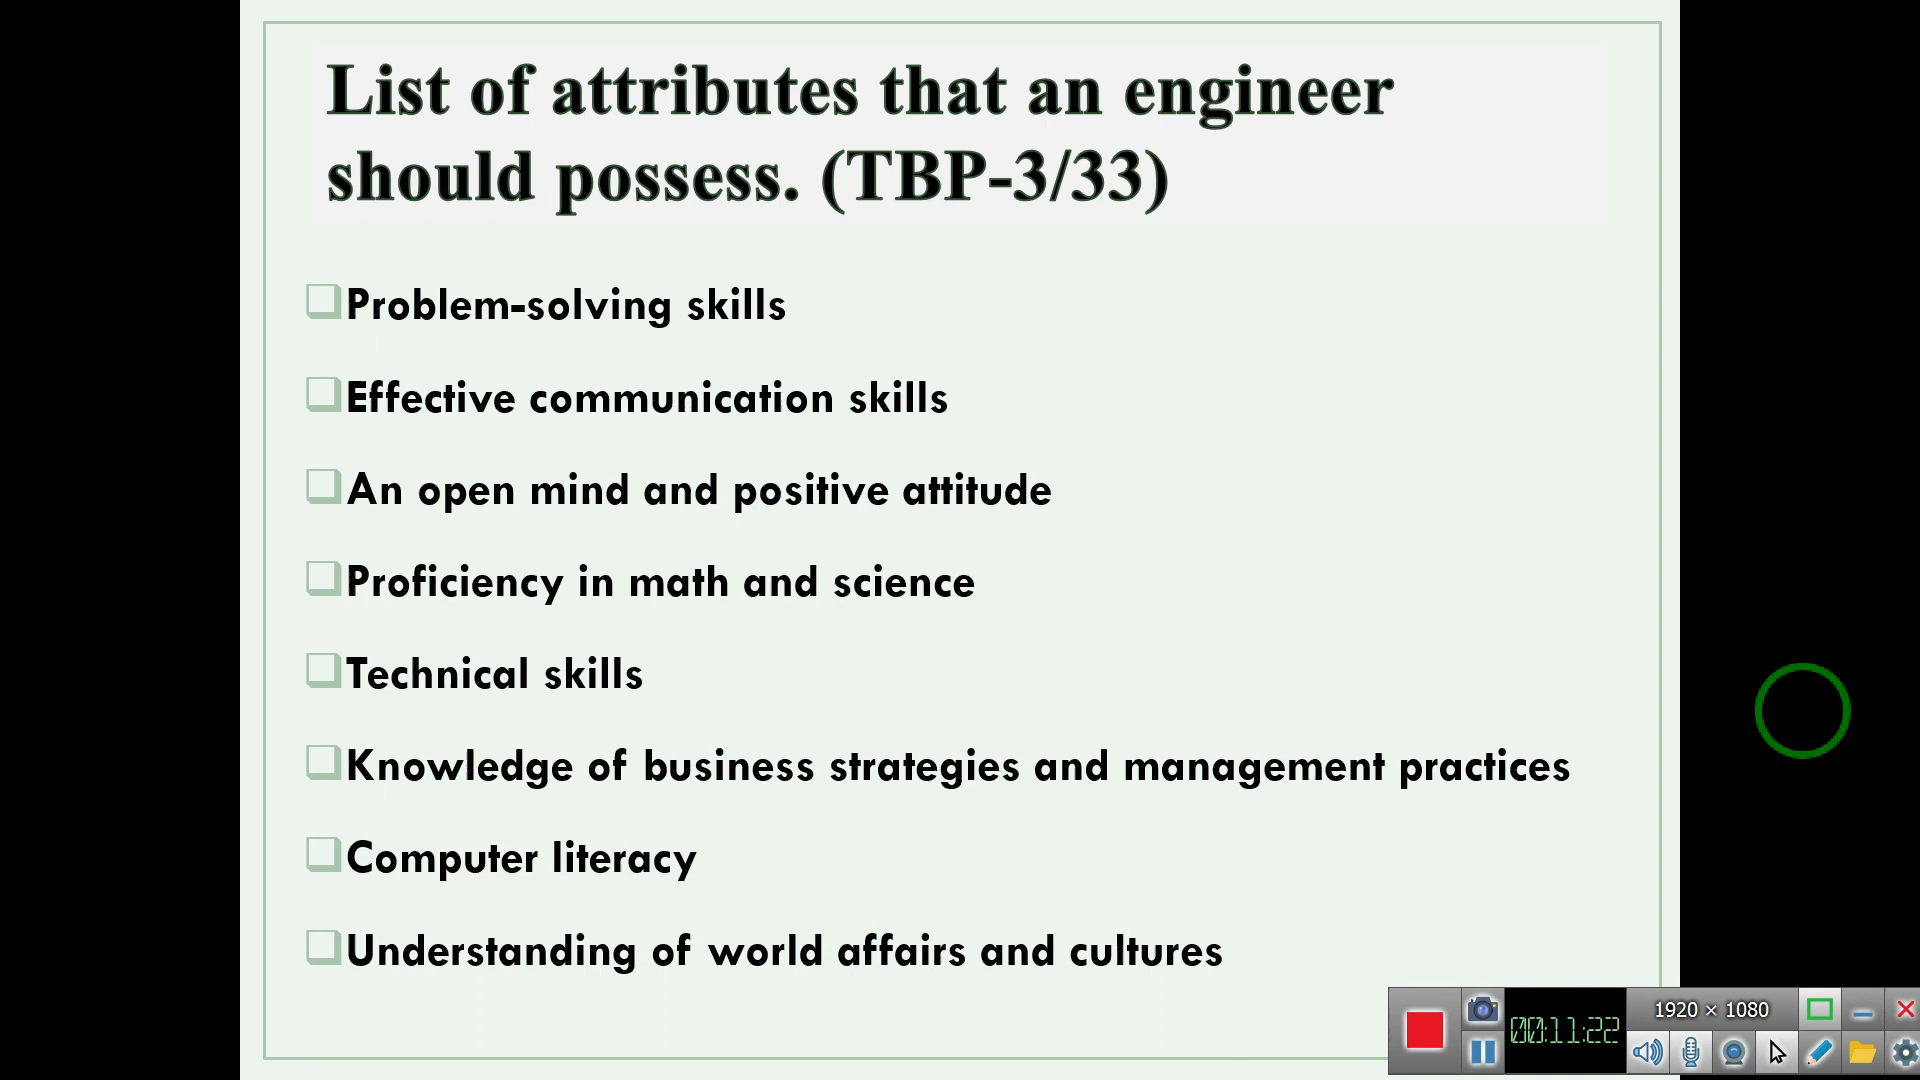 List of attributes that an engineer
should possess. (TBP-3/33)
Problem-solving skills
Effective communication skills
An open mind and positive attitude
Proficiency in math and science
Technical skills
Knowledge of business strategies and management practices
Computer literacy
Understanding of world affairs and cultures
1920 × 1080
00:11:22